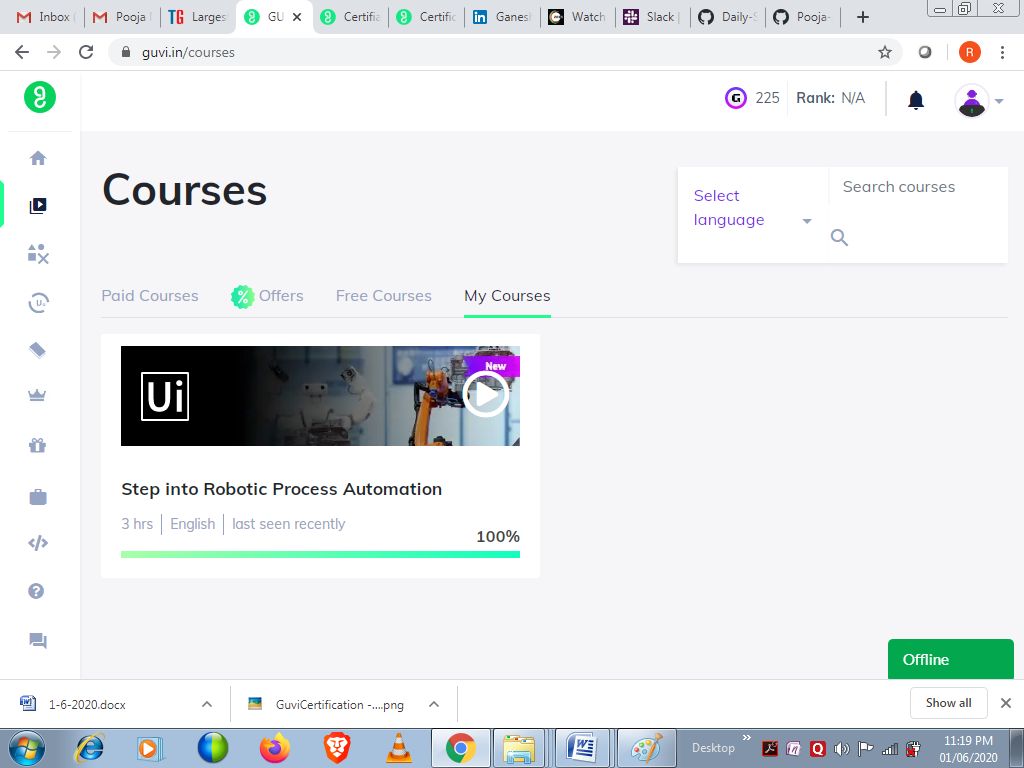 Inbox (
Pooja
Larges
GU
Certifi
Certific
Ganes
Watch
Slack |
Daily-
Pooja-
guvi.in/courses
R
G 225 Rank: N/A
Courses
Select
language
Search courses
Paid Courses
% Offers
Free Courses
My Courses
New
Ui
Step into Robotic Process Automation
3 hrs English last seen recently
100%
Offline
1-6-2020.docx
GuviCertification -....png
Show all
Desktop
11:19 PM
01/06/2020